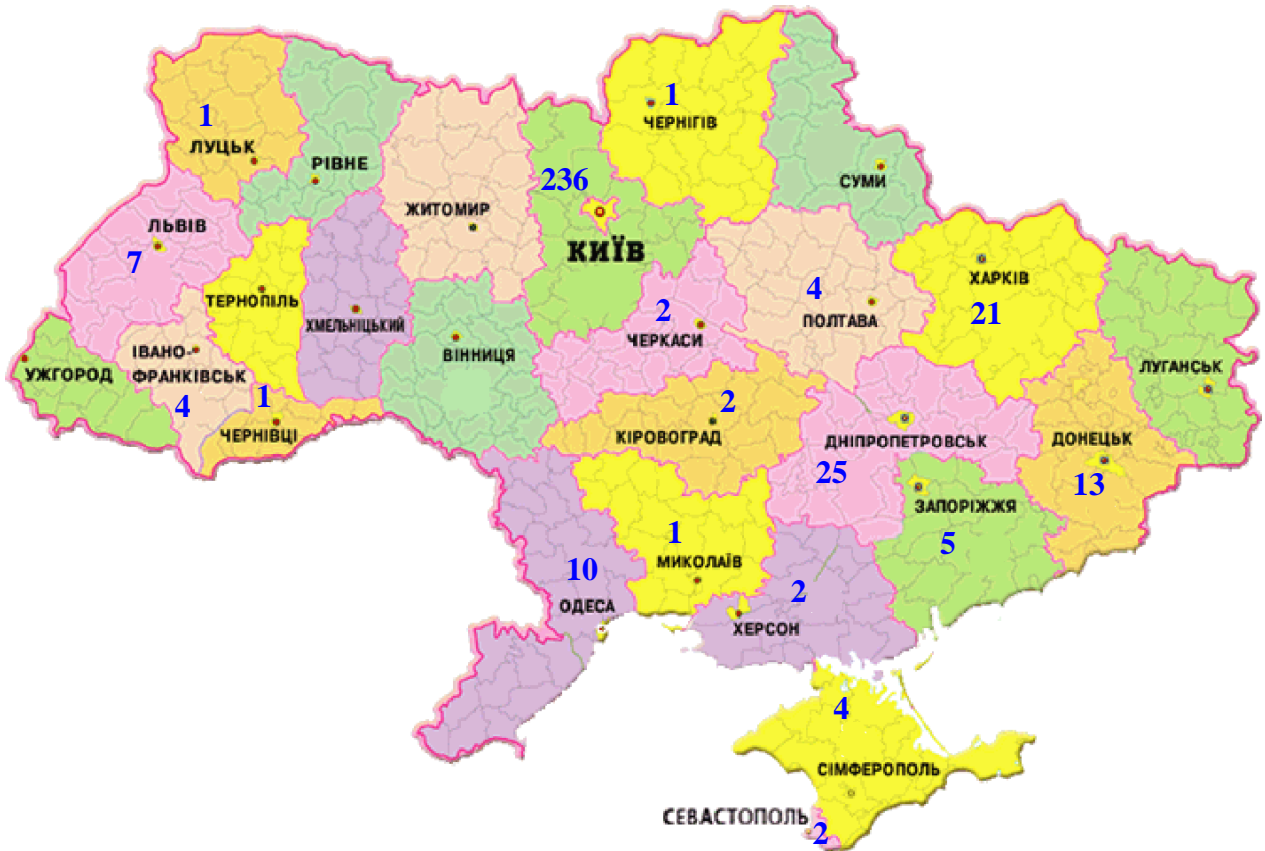 1
ЛУЦЬК
РІВНЕ
ЖИТОМИР
236
КИЇВ
1
ЧЕРНІГІВ
СУМИ
ЛЬВІВ
7
ТЕРНОПІЛЬ
ХМЕЛЬНІЦЬКИЙ
ВІННИЦЯ
2
ЧЕРКАСИ
4
ПОЛТАВА
ХАРКІВ
21
ЛУГАНСЬК
УЖГОРОД
ІВАНО-
ФРАНКІВСЬК
4
1
ЧЕРНІВЦІ
2
КІРОВОГРАД
ДНІПРОПЕТРОВСЬК
25
ДОНЕЦЬК
13
ЗАПОРІЖЖЯ
5
10
ОДЕСА
1
МИКОЛАЇВ
2
ХЕРСОН
4
СІМФЕРОПОЛЬ
СЕВАСТОПОЛЬ
2